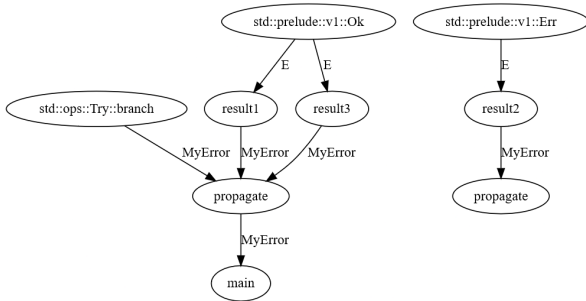 std::prelude::v1::Ok
std::prelude::v1::Err
E
E
E
std::ops::Try::branch
result1
result3
result2
MyError
MyError
MyError
MyError
propagate
propagate
MyError
main